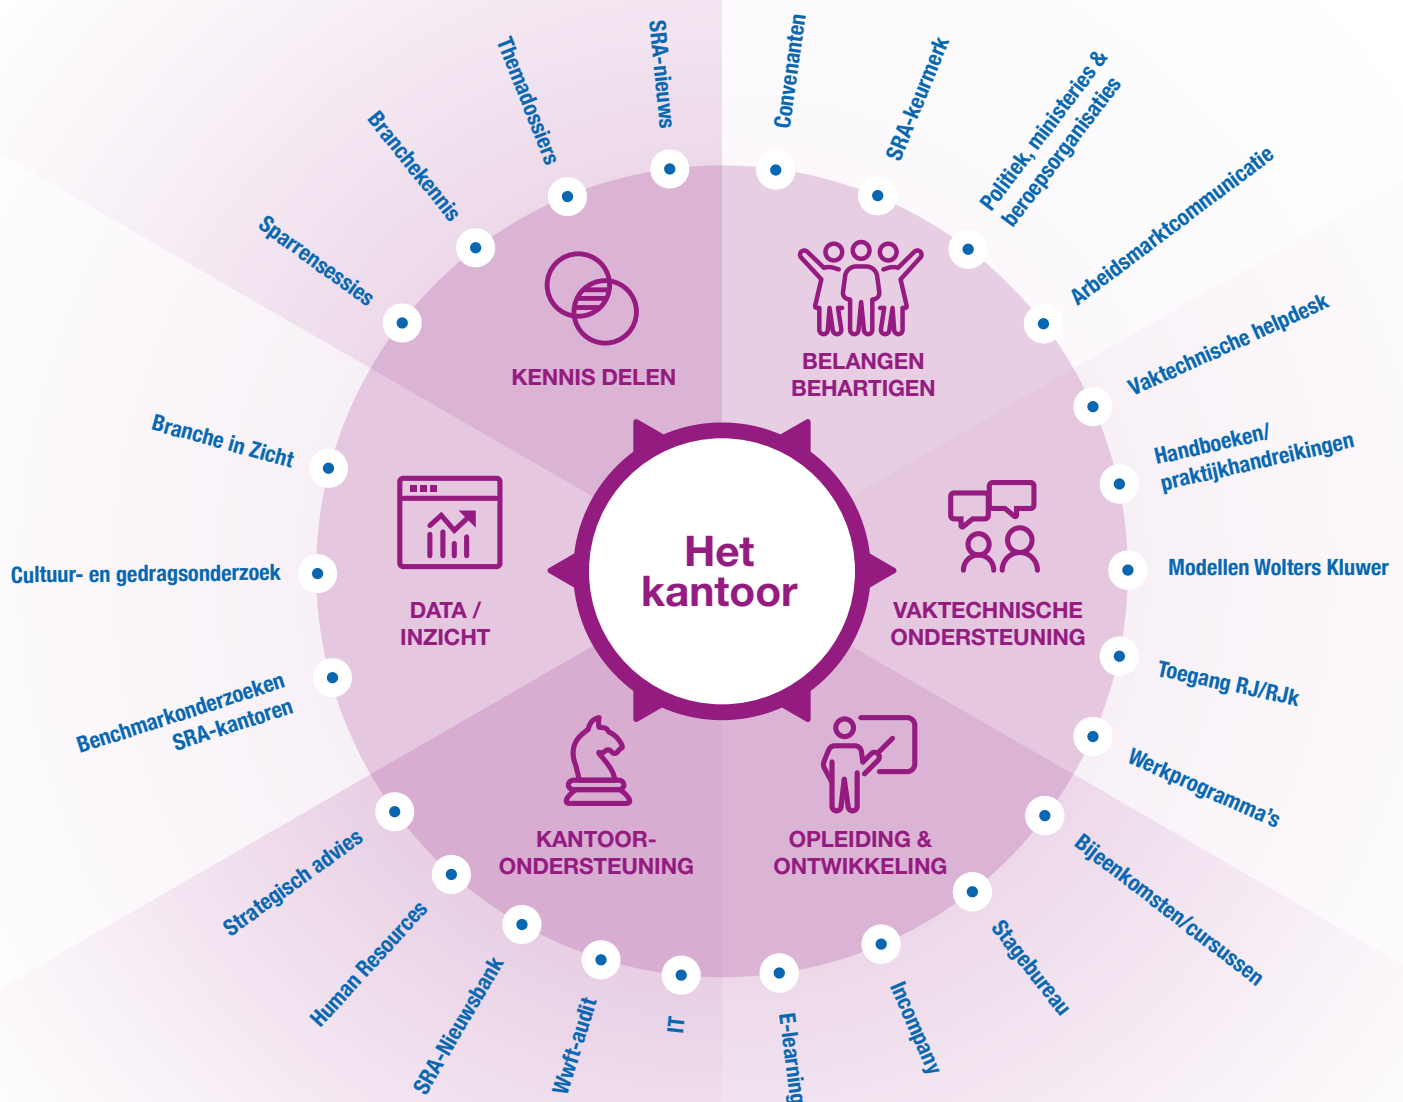 SRA-nieuws
Themadossiers
Branchekennis
Sparrensessies
KENNIS DELEN
Convenanten
SRA-keurmerk
Politiek, ministeries &
beroepsorganisaties
Arbeidsmarktcommunicatie
BELANGEN
BEHARTIGEN
Vaktechnische helpdesk
Handboeken/
praktijkhandreikingen
Modellen Wolters Kluwer
Toegang RJ/RJk
Werkprogramma's
VAKTECHNISCHE
ONDERSTEUNING
Het
kantoor
Branche in Zicht
Cultuur- en gedragsonderzoek
Benchmarkonderzoeken
SRA-kantoren
DATA /
INZICHT
KANTOOR-
ONDERSTEUNING
Strategisch advies
Human Resources
SRA-Nieuwsbank
Wwft-audit
IT
OPLEIDING &
ONTWIKKELING
Bijeenkomsten/cursussen
Stagebureau
Incompany
E-learning